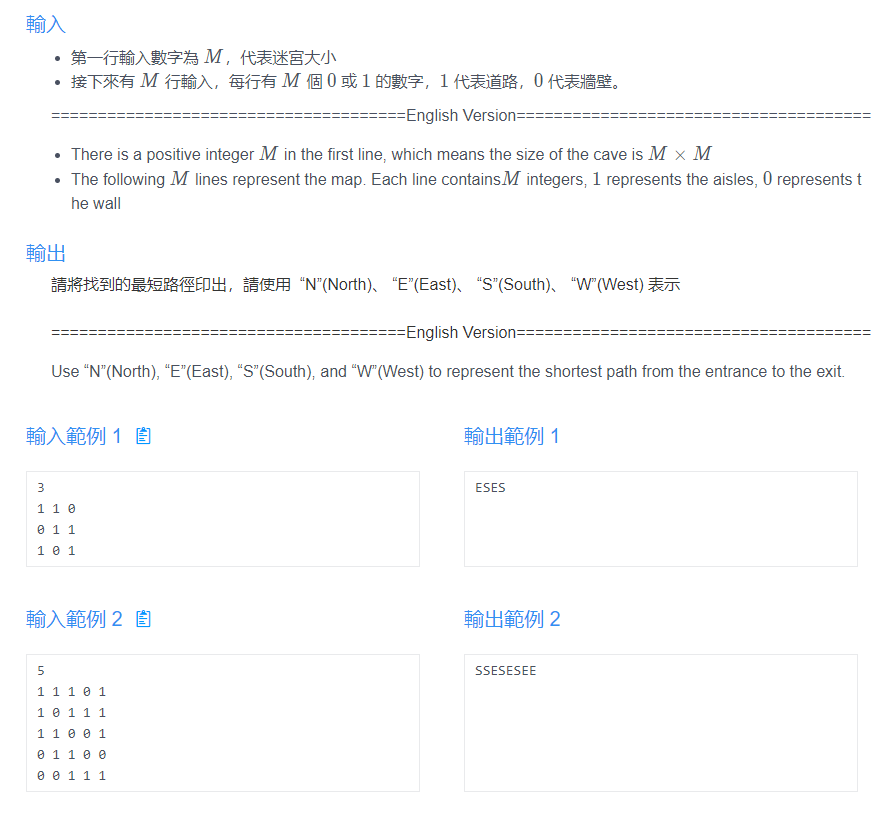 輸入
• 第一行輸入數字為 M，代表迷宮大小
• 接下來有 M 行輸入，每行有 M 個 0 或 1 的數字，1 代表道路，0 代表牆壁。
======================================English Version======================================
• There is a positive integer M in the first line, which means the size of the cave is M × M
• The following M lines represent the map. Each line containsM integers, 1 represents the aisles, 0 represents t
he wall
輸出
請將找到的最短路徑印出，請使用 “N”(North)、 “E”(East)、 “S”(South)、 “W”(West) 表示
======================================English Version======================================
Use “N”(North), “E”(East), “S”(South), and “W”(West) to represent the shortest path from the entrance to the exit.
輸入範例 1
3
1 1 0
0 1 1
1 0 1
輸出範例 1
ESES
輸入範例 2
5
1 1 1 0 1
1 0 1 1 1
1 1 0 0 1
0 1 1 0 0
0 0 1 1 1
輸出範例 2
SSESESEE